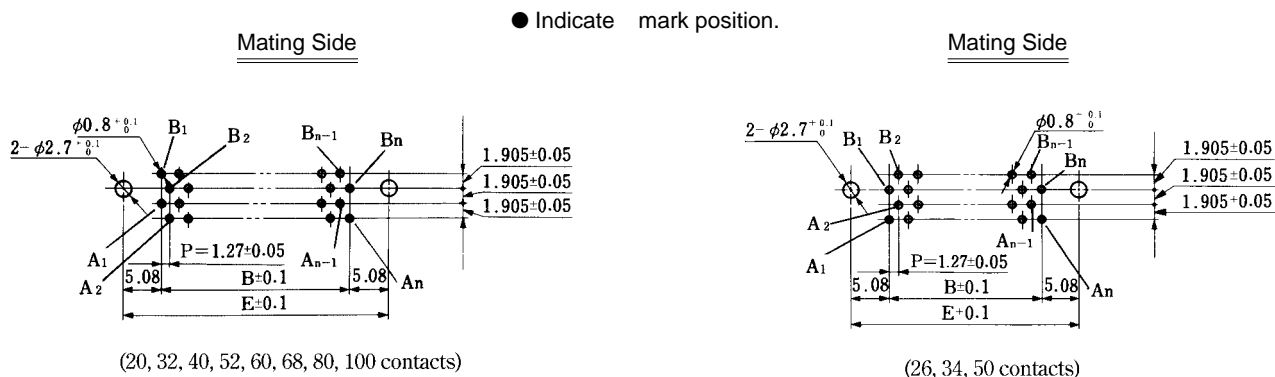 ● Indicate mark position.
Mating Side
φ0.8 +0.1 0
B1
B2
Bn-1
Bn
2-φ2.7 +0.1 0
1.905±0.05
1.905±0.05
1.905±0.05
A1
A2
P=1.27±0.05
An-1
An
5.08
B±0.1
5.08
E±0.1
(20, 32, 40, 52, 60, 68, 80, 100 contacts)
Mating Side
φ0.8 +0.1 0
2-φ2.7 +0.1 0
B1
B2
Bn-1
Bn
1.905±0.05
1.905±0.05
1.905+0.05
A2
A1
An-1
P=1.27±0.05
An
5.08
B±0.1
5.08
E+0.1
(26, 34, 50 contacts)